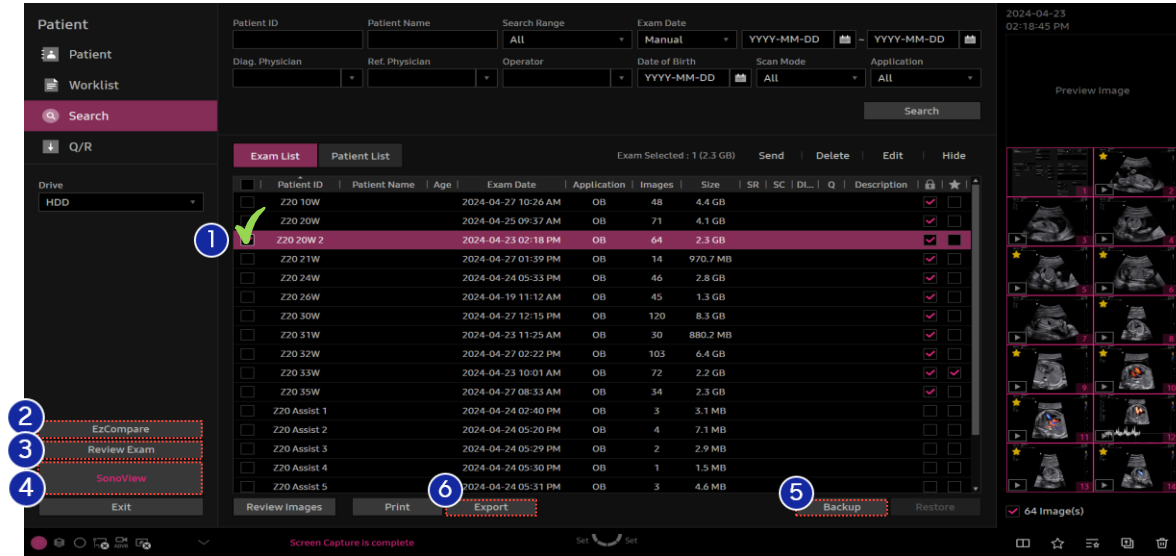 Patient
Patient
Worklist
Search
Q/R
Drive
HDD
EzCompare
Review Exam
SonoView
Exit
2
3
4
Patient ID Patient Name Search Range Exam Date
All Manual YYYY-MM-DD ~ YYYY-MM-DD
Diag. Physician Ref. Physician Operator Date of Birth Scan Mode Application
YYYY-MM-DD All All
Search
Exam List Patient List Exam Selected : 1 (2.3 GB) Send Delete Edit Hide
Patient ID Patient Name Age Exam Date Application Images Size SR SC DI... Q Description
Z20 10W 2024-04-27 10:26 AM OB 48 4.4 GB
Z20 20W 2024-04-25 09:37 AM OB 71 4.1 GB
1 Z20 20W 2 2024-04-23 02:18 PM OB 64 2.3 GB
Z20 21W 2024-04-27 01:39 PM OB 14 970.7 MB
Z20 24W 2024-04-24 05:33 PM OB 46 2.8 GB
Z20 26W 2024-04-19 11:12 AM OB 45 1.3 GB
Z20 30W 2024-04-27 12:15 PM OB 120 8.3 GB
Z20 31W 2024-04-23 11:25 AM OB 30 880.2 MB
Z20 32W 2024-04-27 02:22 PM OB 103 6.4 GB
Z20 33W 2024-04-23 10:01 AM OB 72 2.2 GB
Z20 35W 2024-04-27 08:33 AM OB 34 2.3 GB
Z20 Assist 1 2024-04-24 02:40 PM OB 3 3.1 MB
Z20 Assist 2 2024-04-24 05:20 PM OB 4 7.1 MB
Z20 Assist 3 2024-04-24 05:29 PM OB 2 2.9 MB
Z20 Assist 4 2024-04-24 05:30 PM OB 1 1.5 MB
Z20 Assist 5 2024-04-24 05:31 PM OB 3 4.6 MB
6 5
Review Images Print Export Backup Restore
Screen Capture is complete Set Set
2024-04-23
02:18:45 PM
Preview Image
1 2
3 4
5 6
7 8
9 10
11 12
13 14
64 Image(s)